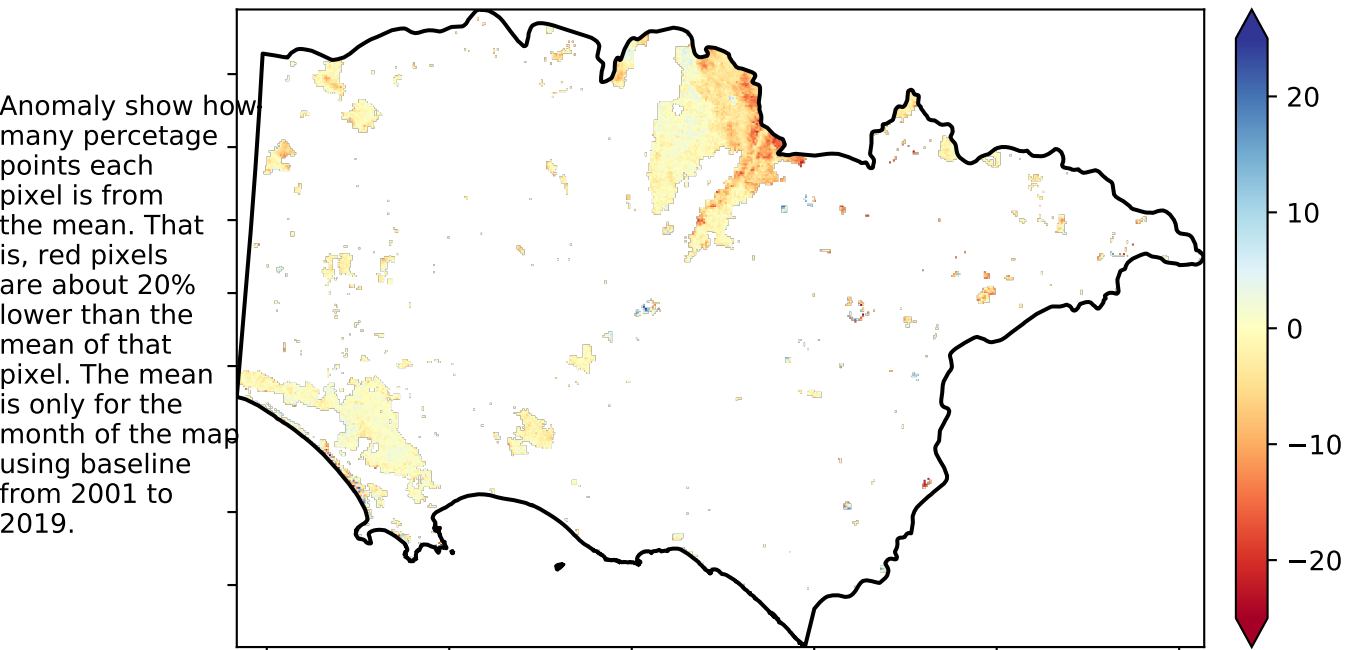 Anomaly show how
many percetage
points each
pixel is from
the mean. That
is, red pixels
are about 20%
lower than the
mean of that
pixel. The mean
is only for the
month of the map
using baseline
from 2001 to
2019.
20
10
0
−10
−20